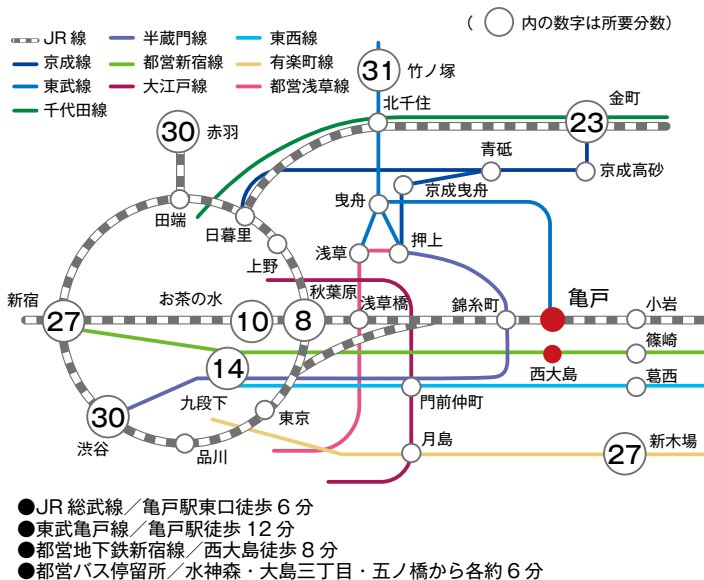 （ ◯ 内の数字は所要分数）
JR 線
半蔵門線
東西線
京成線
都営新宿線
有楽町線
東武線
大江戸線
都営浅草線
千代田線
31
竹ノ塚
北千住
金町
23
30
赤羽
青砥
京成高砂
京成曳舟
田端
曳舟
日暮里
上野
浅草
押上
秋葉原
新宿
お茶の水
浅草橋
錦糸町
亀戸
小岩
27
10
8
篠崎
14
西大島
葛西
九段下
門前仲町
30
東京
渋谷
品川
月島
27
新木場
●JR 総武線／亀戸駅東口徒歩 6 分
●東武亀戸線／亀戸駅徒歩 12 分
●都営地下鉄新宿線／西大島徒歩 8 分
●都営バス停留所／水神森・大島三丁目・五ノ橋から各約 6 分